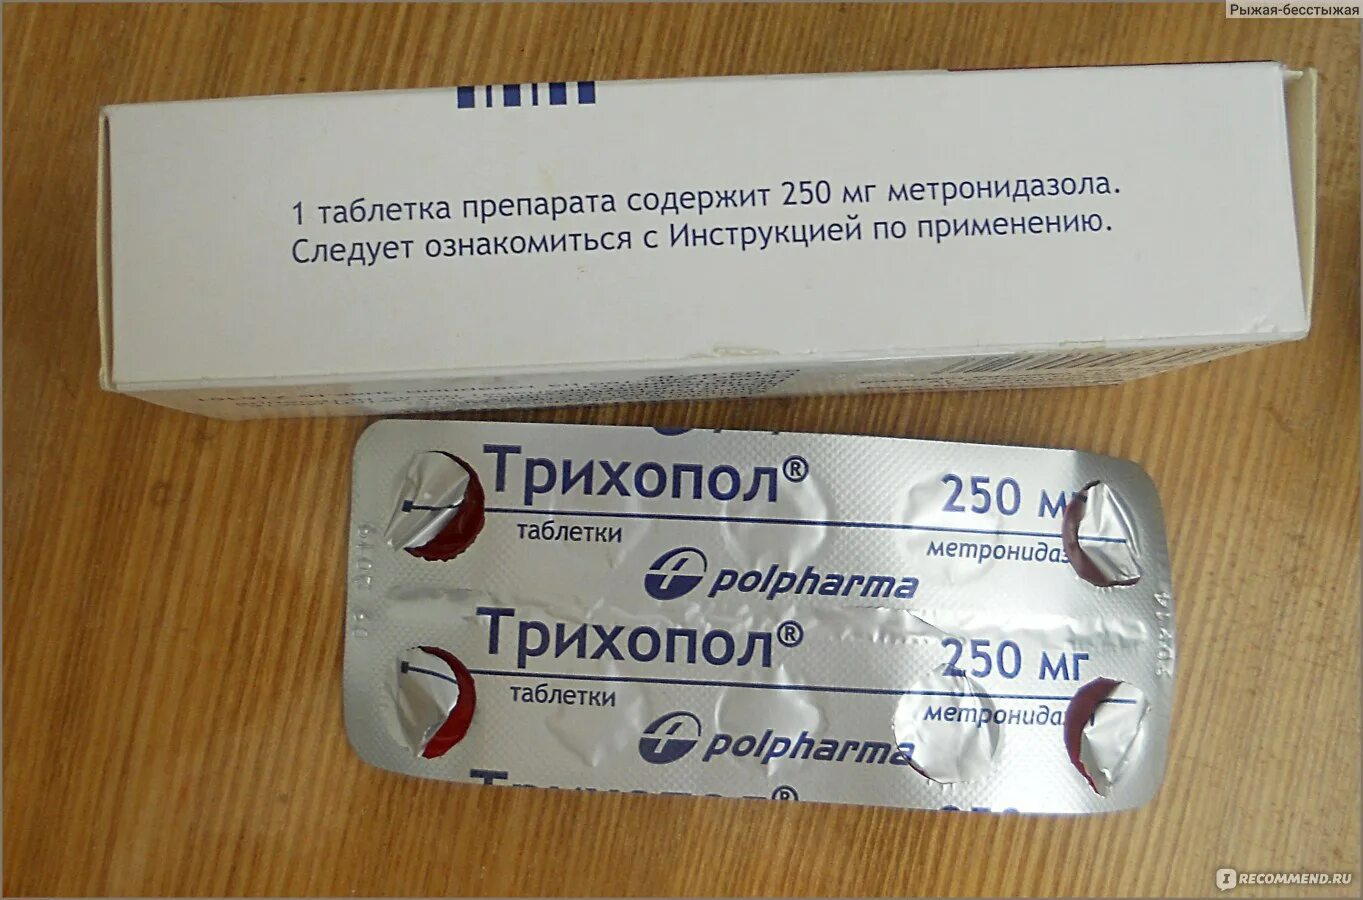 Рыжая-бесстыжая
1 таблетка препарата содержит 250 мг метронидазола.
Следует ознакомиться с Инструкцией по применению.
Трихопол® 250 мг
таблетки метронидаз
polpharma
Трихопол® 250 мг
таблетки метронидаз
polpharma
IRECOMMEND.RU